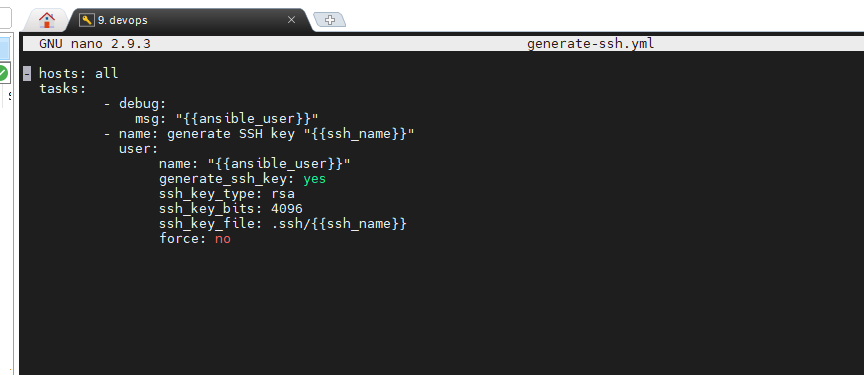 9. devops
GNU nano 2.9.3 generate-ssh.yml
- hosts: all
tasks:
- debug:
msg: "{{ansible_user}}"
- name: generate SSH key "{{ssh_name}}"
user:
name: "{{ansible_user}}"
generate_ssh_key: yes
ssh_key_type: rsa
ssh_key_bits: 4096
ssh_key_file: .ssh/{{ssh_name}}
force: no